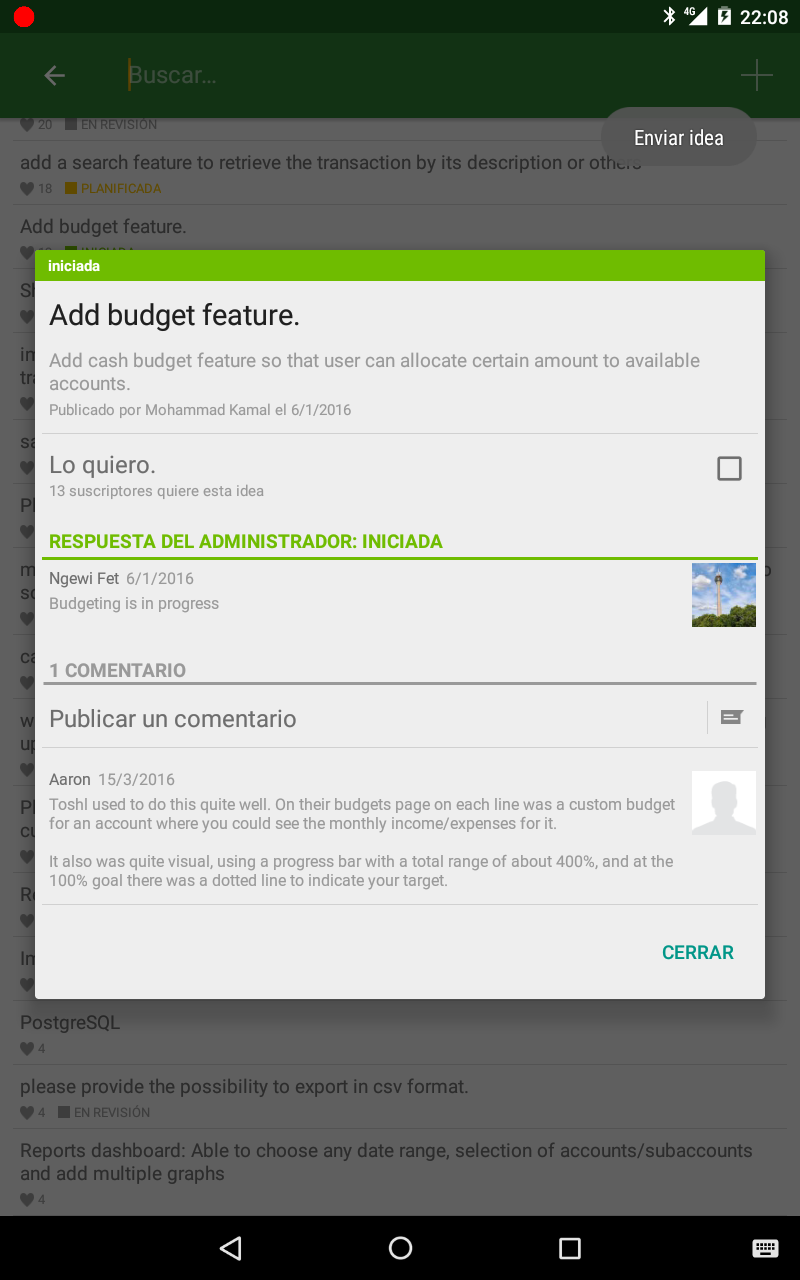 4G 22:08
Buscar...
20 EN REVISIÓN
Enviar idea
add a search feature to retrieve the transaction by its description or others
18 PLANIFICADA
Add budget feature.
iniciada
Add budget feature.
Add cash budget feature so that user can allocate certain amount to available
accounts.
Publicado por Mohammad Kamal el 6/1/2016
Lo quiero.
13 suscriptores quiere esta idea
RESPUESTA DEL ADMINISTRADOR: INICIADA
Ngewi Fet 6/1/2016
Budgeting is in progress
1 COMENTARIO
Publicar un comentario
Aaron 15/3/2016
Toshl used to do this quite well. On their budgets page on each line was a custom budget
for an account where you could see the monthly income/expenses for it.
It also was quite visual, using a progress bar with a total range of about 400%, and at the
100% goal there was a dotted line to indicate your target.
CERRAR
PostgreSQL
4
please provide the possibility to export in csv format.
4 EN REVISIÓN
Reports dashboard: Able to choose any date range, selection of accounts/subaccounts
and add multiple graphs
4